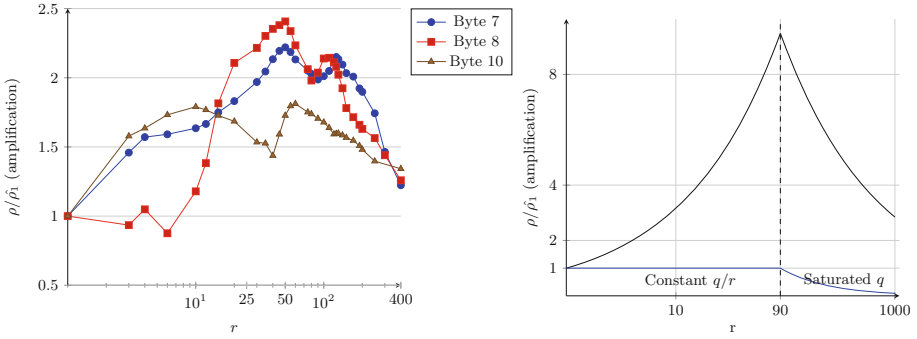 2.5
2
1.5
1
0.5
10¹
25
50
10²
400
r
ρ/ρ̂₁ (amplification)
Byte 7
Byte 8
Byte 10
8
4
2
1
10
90
1000
r
ρ/ρ̂₁ (amplification)
Constant q/r
Saturated q